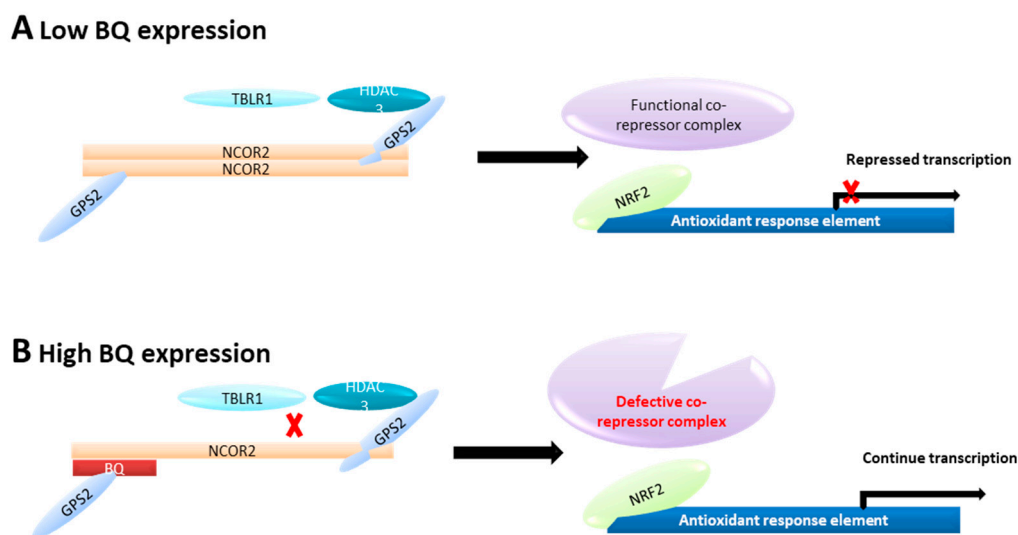 A Low BQ expression
TBLR1
HDAC
3
GPS2
NCOR2
NCOR2
GPS2
Functional co-
repressor complex
Repressed transcription
NRF2
Antioxidant response element
B High BQ expression
TBLR1
HDAC
3
GPS2
NCOR2
BQ
GPS2
Defective co-
repressor complex
Continue transcription
NRF2
Antioxidant response element